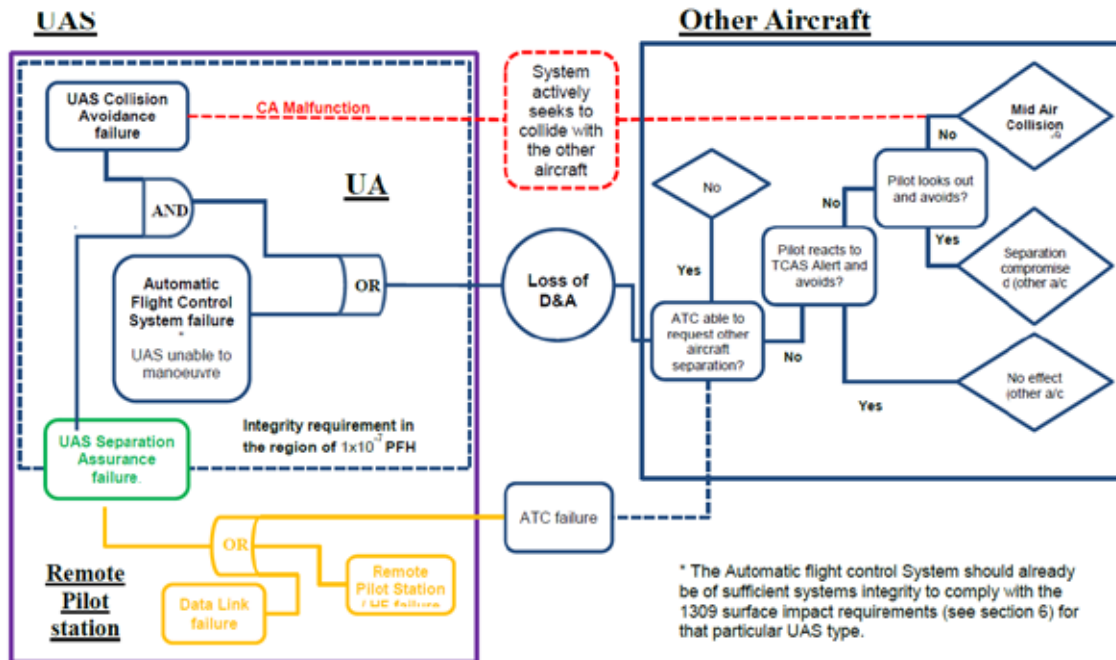 UAS
Other Aircraft
UAS Collision
Avoidance
failure
CA Malfunction
System
actively
seeks to
collide with
the other
aircraft
Mid Air
Collision
No
No
Pilot looks out
and avoids?
UA
AND
No
Yes
Yes
Pilot reacts to
TCAS Alert and
avoids?
Separation
compromise
d (other a/c
Automatic
Flight Control
System failure
*
UAS unable to
manoeuvre
OR
Loss of
D&A
ATC able to
request other
aircraft
separation?
No
No effect
(other a/c
Yes
Integrity requirement in
the region of 1x10⁻⁷ PFH
UAS Separation
Assurance
failure.
ATC failure
OR
Remote
Pilot
station
Data Link
failure
Remote
Pilot Station
/ HF failure
* The Automatic flight control System should already
be of sufficient systems integrity to comply with the
1309 surface impact requirements (see section 6) for
that particular UAS type.